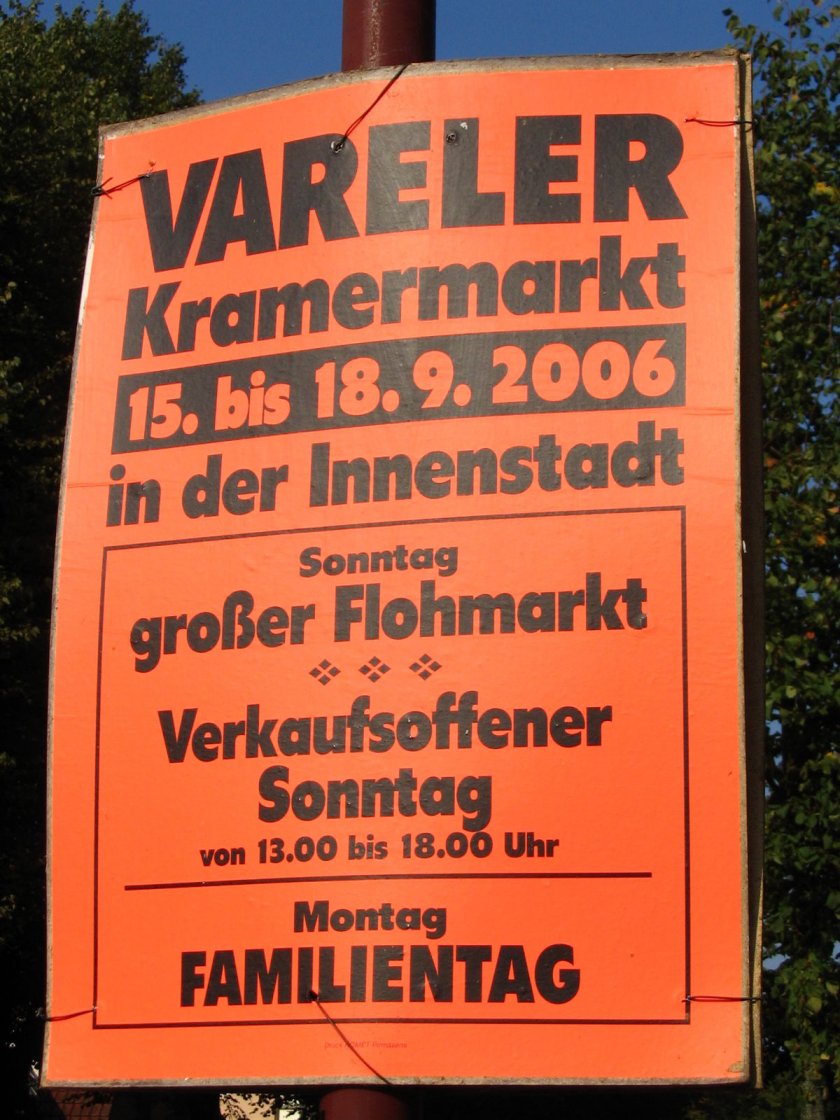 VARELER
Kramermarkt
15. bis 18. 9. 2006
in der Innenstadt
Sonntag
großer Flohmarkt
Verkaufsoffener
Sonntag
von 13.00 bis 18.00 Uhr
Montag
FAMILIENTAG
Druck